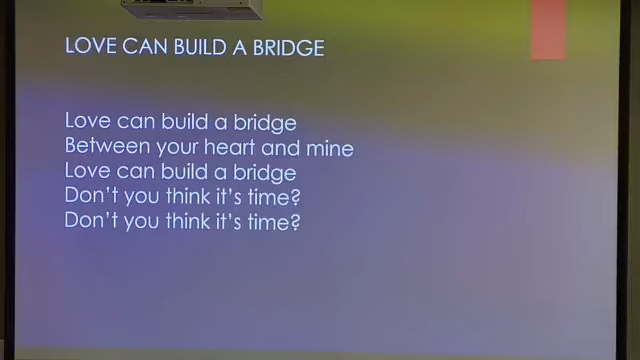 LOVE CAN BUILD A BRIDGE
Love can build a bridge
Between your heart and mine
Love can build a bridge
Don't you think it's time?
Don't you think it's time?